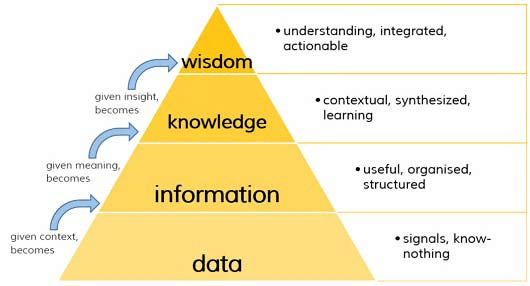 • understanding, integrated,
actionable
wisdom
given insight,
becomes
• contextual, synthesized,
learning
knowledge
given meaning,
becomes
• useful, organised,
structured
information
given context,
becomes
• signals, know-
nothing
data